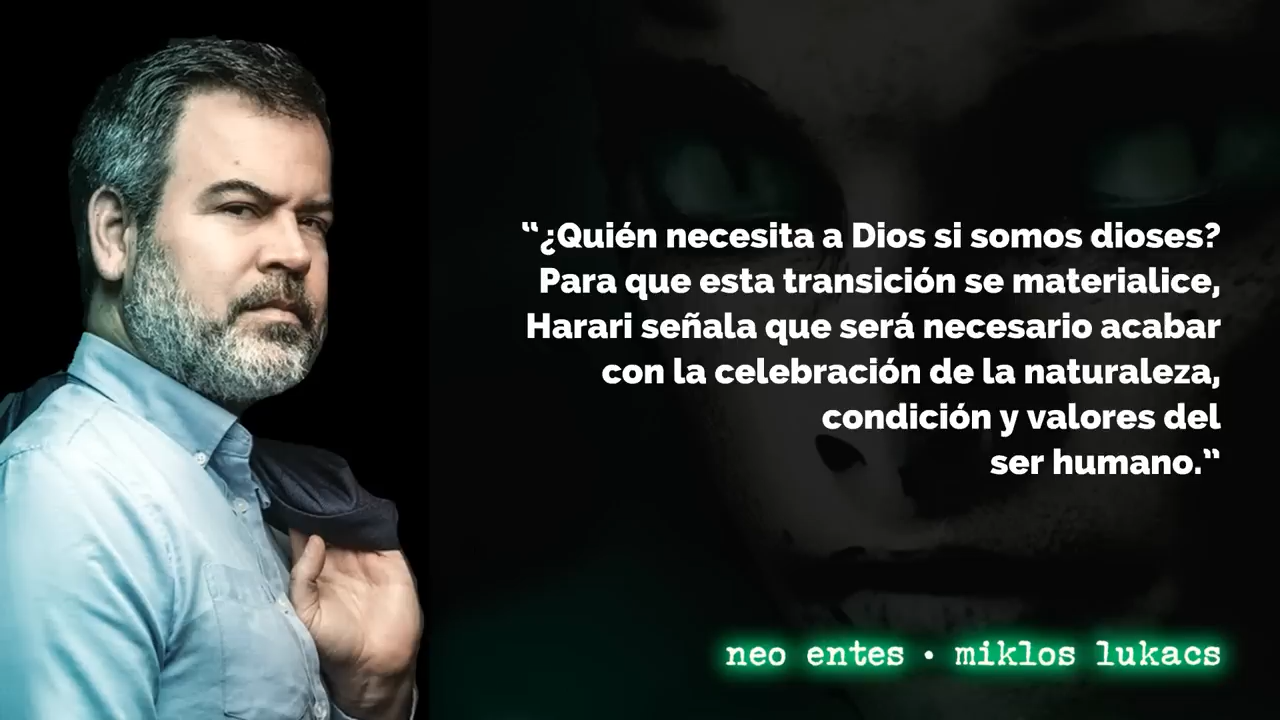 “¿Quién necesita a Dios si somos dioses?
Para que esta transición se materialice,
Harari señala que será necesario acabar
con la celebración de la naturaleza,
condición y valores del
ser humano.”
neo entes • miklos lukacs